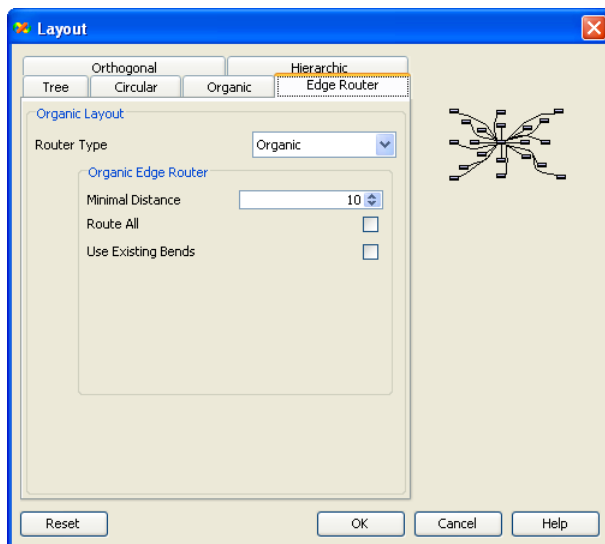 Layout
Orthogonal Hierarchic
Tree Circular Organic Edge Router
Organic Layout
Router Type Organic
Organic Edge Router
Minimal Distance 10
Route All
Use Existing Bends
Reset OK Cancel Help